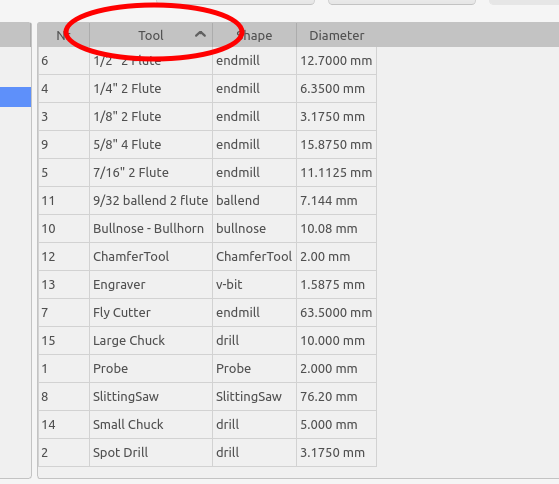 Nr Tool Shape Diameter
6 1/2" 2 Flute endmill 12.7000 mm
4 1/4" 2 Flute endmill 6.3500 mm
3 1/8" 2 Flute endmill 3.1750 mm
9 5/8" 4 Flute endmill 15.8750 mm
5 7/16" 2 Flute endmill 11.1125 mm
11 9/32 ballend 2 flute ballend 7.144 mm
10 Bullnose - Bullhorn bullnose 10.08 mm
12 ChamferTool ChamferTool 2.00 mm
13 Engraver v-bit 1.5875 mm
7 Fly Cutter endmill 63.5000 mm
15 Large Chuck drill 10.000 mm
1 Probe Probe 2.000 mm
8 SlittingSaw SlittingSaw 76.20 mm
14 Small Chuck drill 5.000 mm
2 Spot Drill drill 3.1750 mm